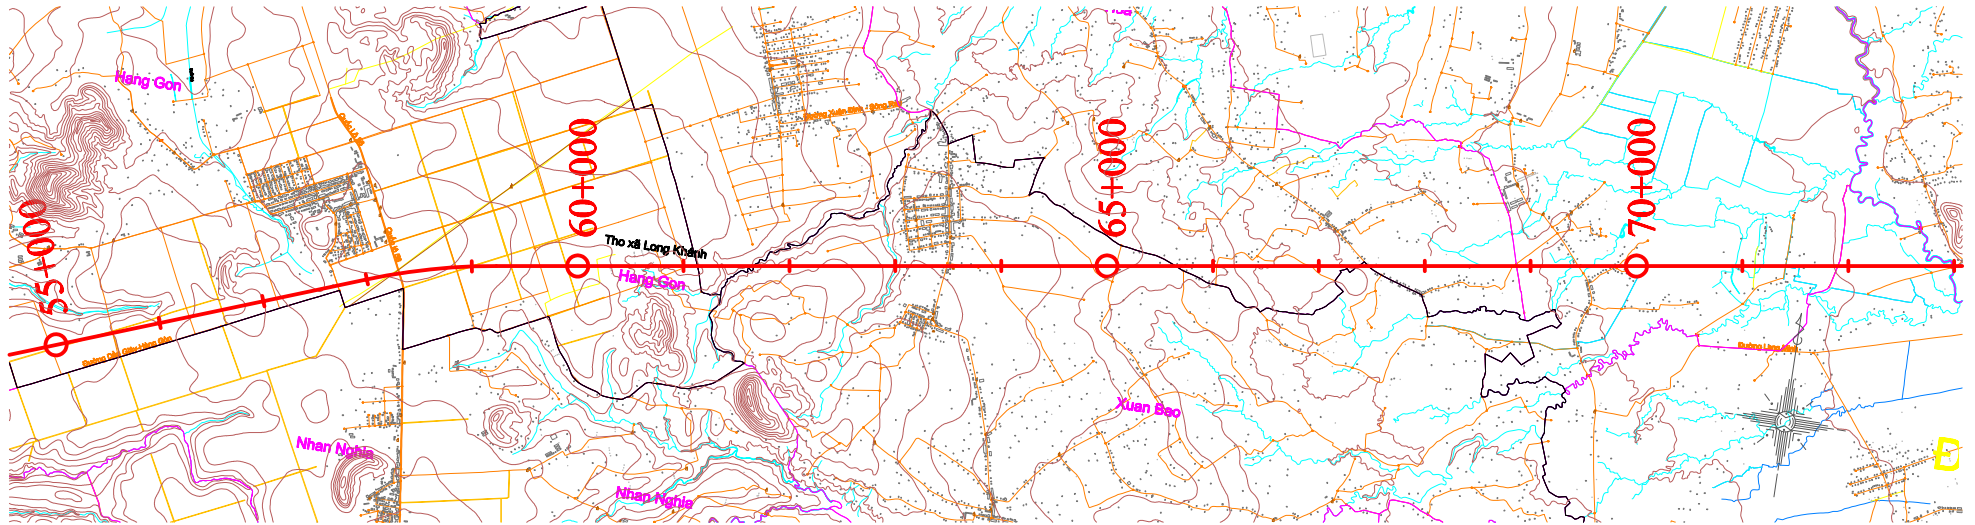 Hang Gon
55+000
60+000
65+000
70+000
Tho xã Long Khánh
Hang Gon
Xuan Bao
Nhan Nghia
Nhan Nghia
Đ